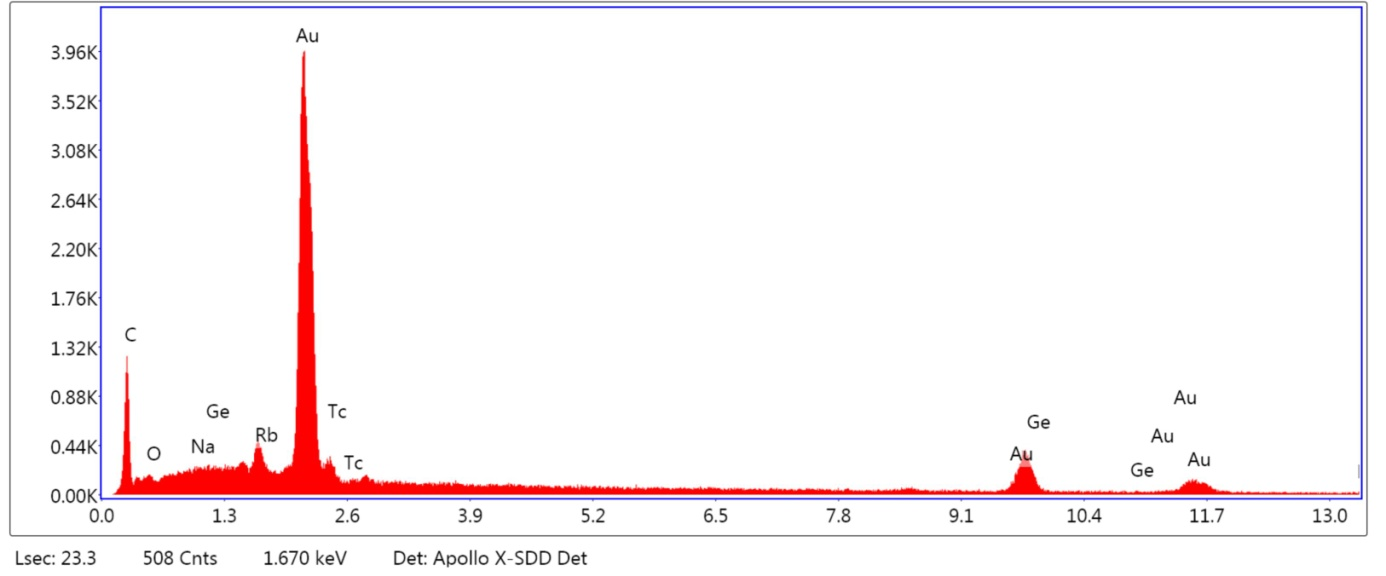 Au
3.96K
3.52K
3.08K
2.64K
2.20K
1.76K
C
1.32K
Au
0.88K
Ge Tc
Ge
Rb Au
0.44K
Na
O Au
Tc Au
Ge
0.00K
0.0 1.3 2.6 3.9 5.2 6.5 7.8 9.1 10.4 11.7 13.0
Lsec: 23.3 508 Cnts 1.670 keV Det: Apollo X-SDD Det